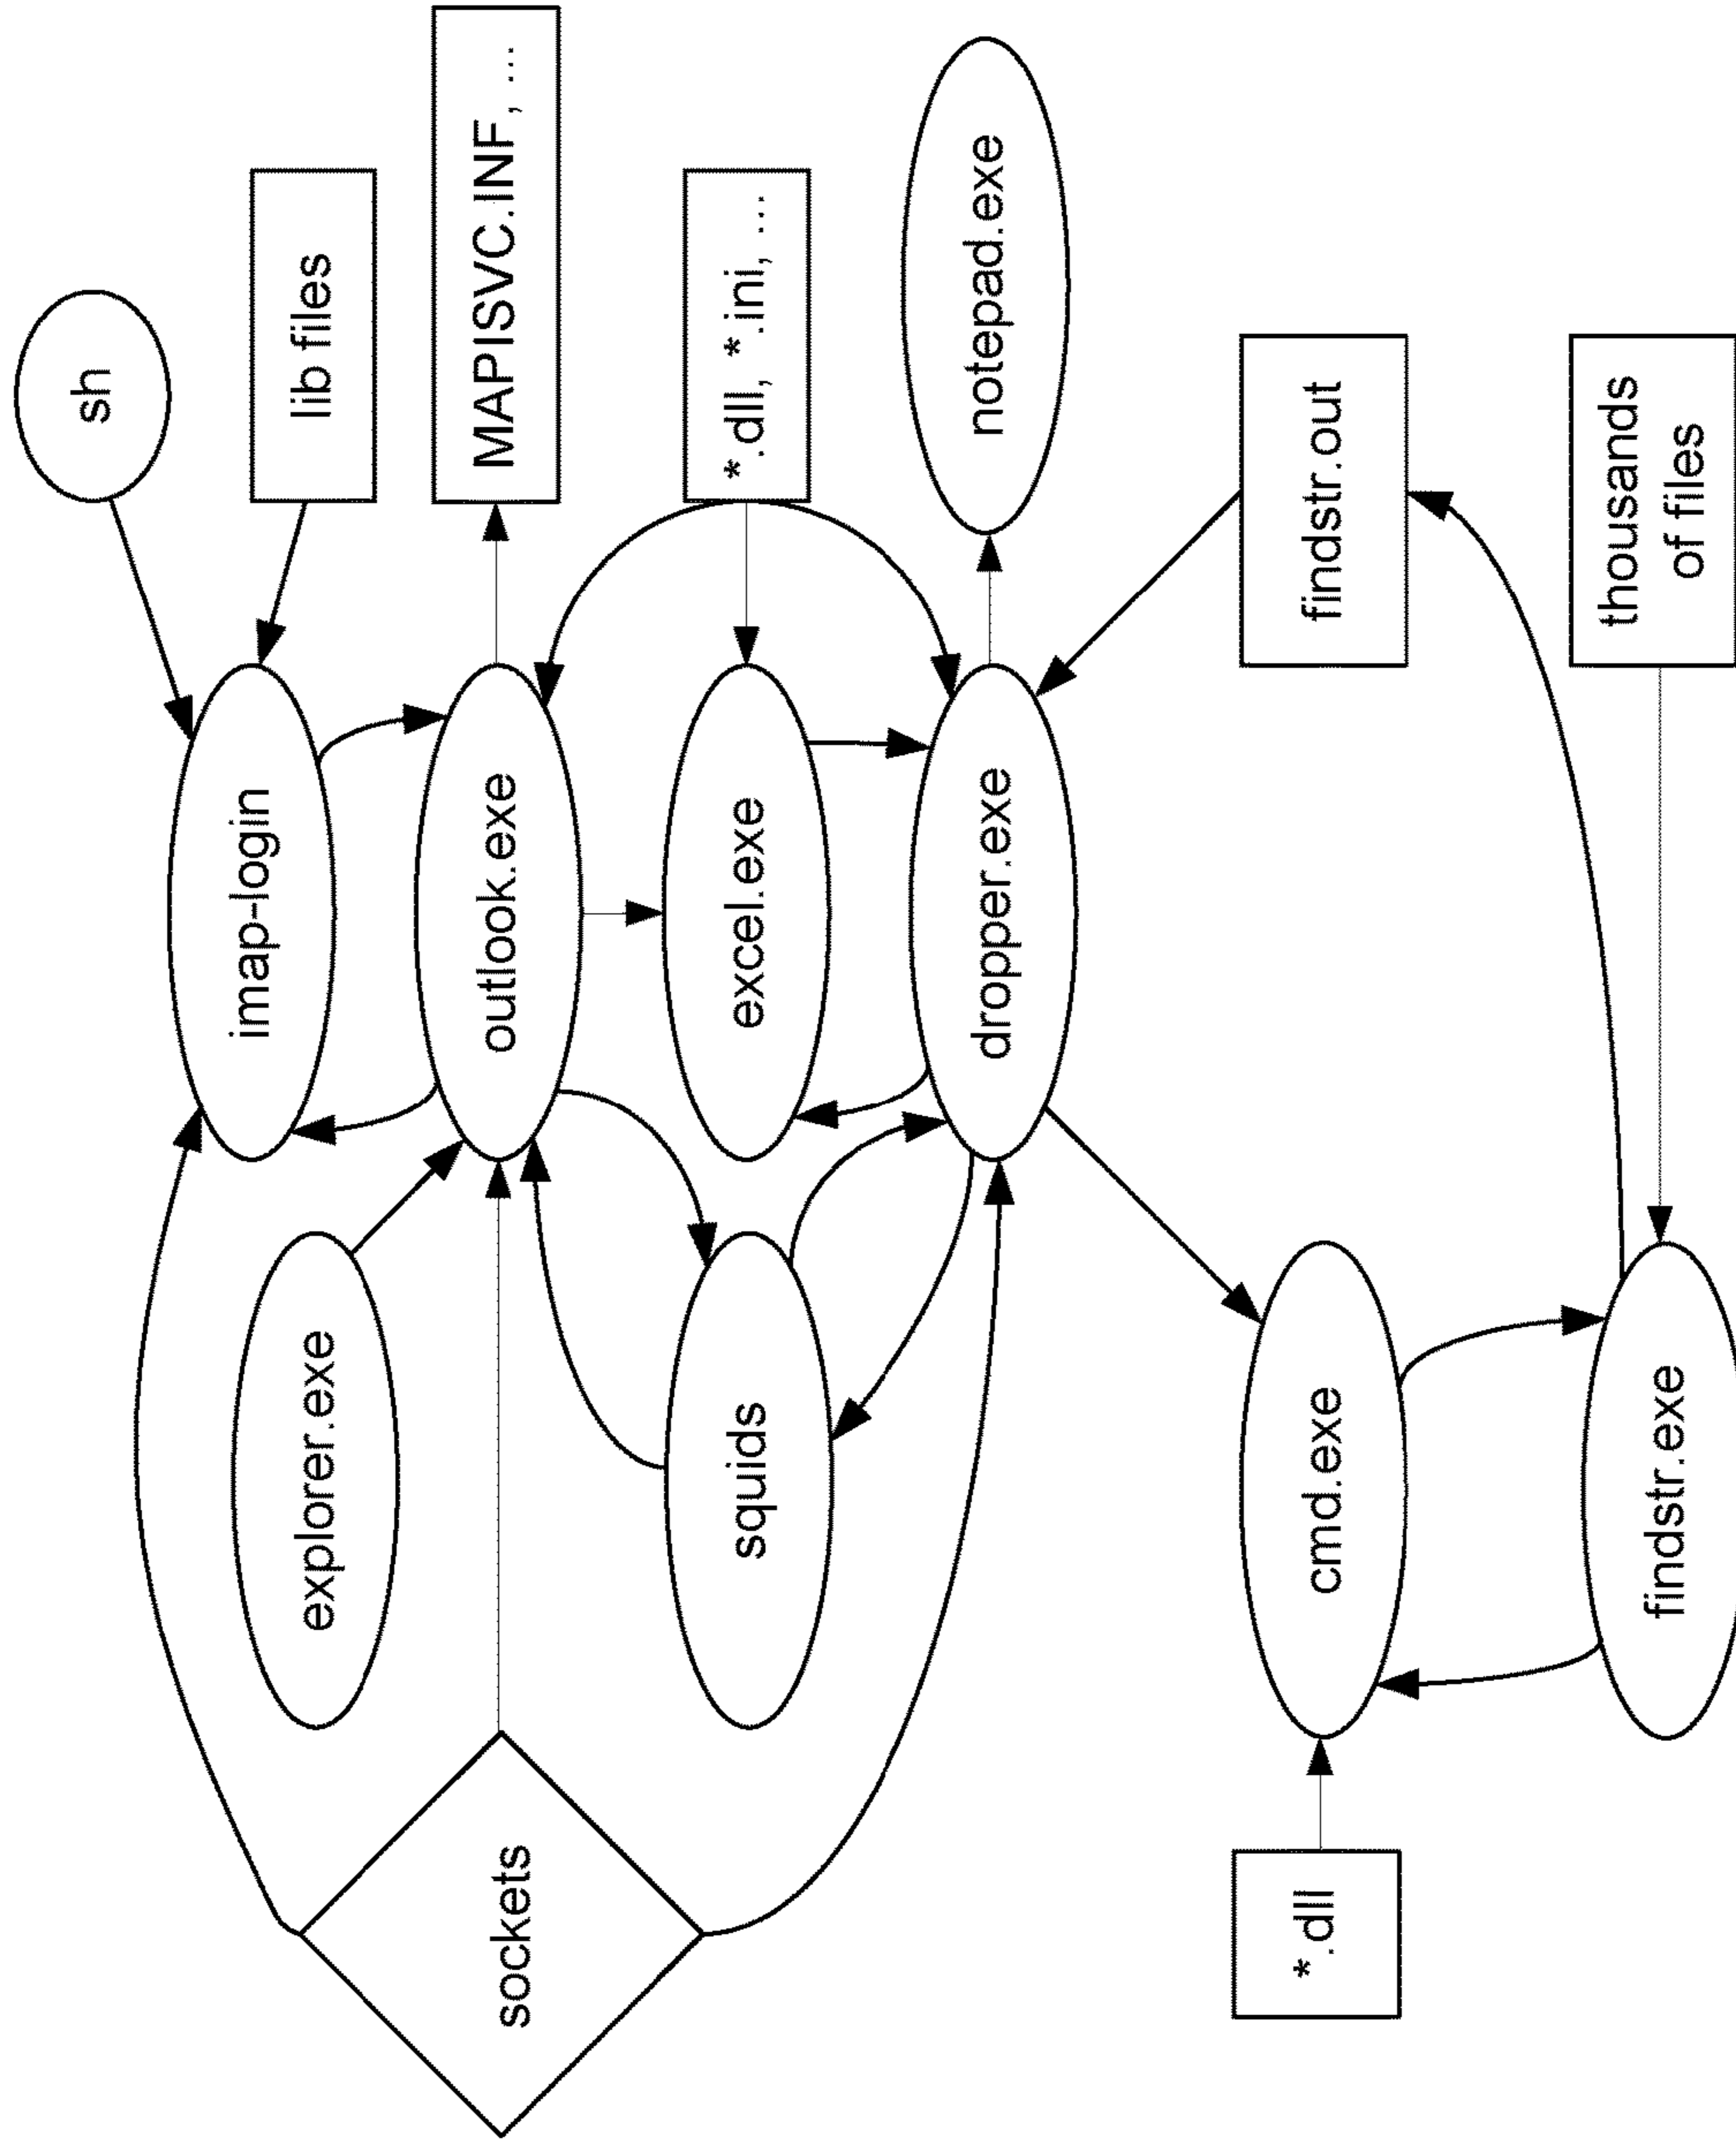 sh
lib files
MAPISVC.INF, ...
*.dll, *.ini, ...
notepad.exe
findstr.out
thousands
of files
imap-login
outlook.exe
excel.exe
dropper.exe
explorer.exe
squids
cmd.exe
findstr.exe
sockets
*.dll